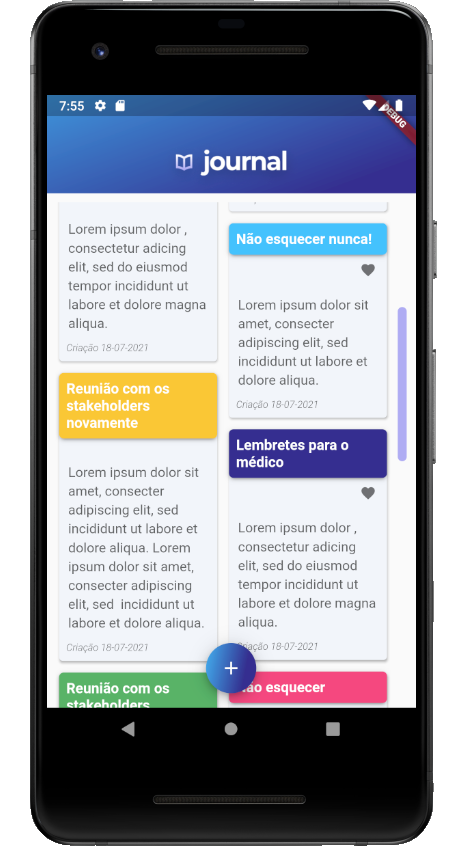 7:55
DEBUG
journal
Lorem ipsum dolor ,
consectetur adicing
elit, sed do eiusmod
tempor incididunt ut
labore et dolore magna
aliqua.
Criação 18-07-2021
Reunião com os
stakeholders
novamente
Lorem ipsum dolor sit
amet, consecter
adipiscing elit, sed
incididunt ut labore et
dolore aliqua. Lorem
ipsum dolor sit amet,
consecter adipiscing
elit, sed  incididunt ut
labore et dolore aliqua.
Criação 18-07-2021
Reunião com os
stakeholders
Não esquecer nunca!
Lorem ipsum dolor sit
amet, consecter
adipiscing elit, sed
incididunt ut labore et
dolore aliqua.
Criação 18-07-2021
Lembretes para o
médico
Lorem ipsum dolor ,
consectetur adicing
elit, sed do eiusmod
tempor incididunt ut
labore et dolore magna
aliqua.
Criação 18-07-2021
Não esquecer